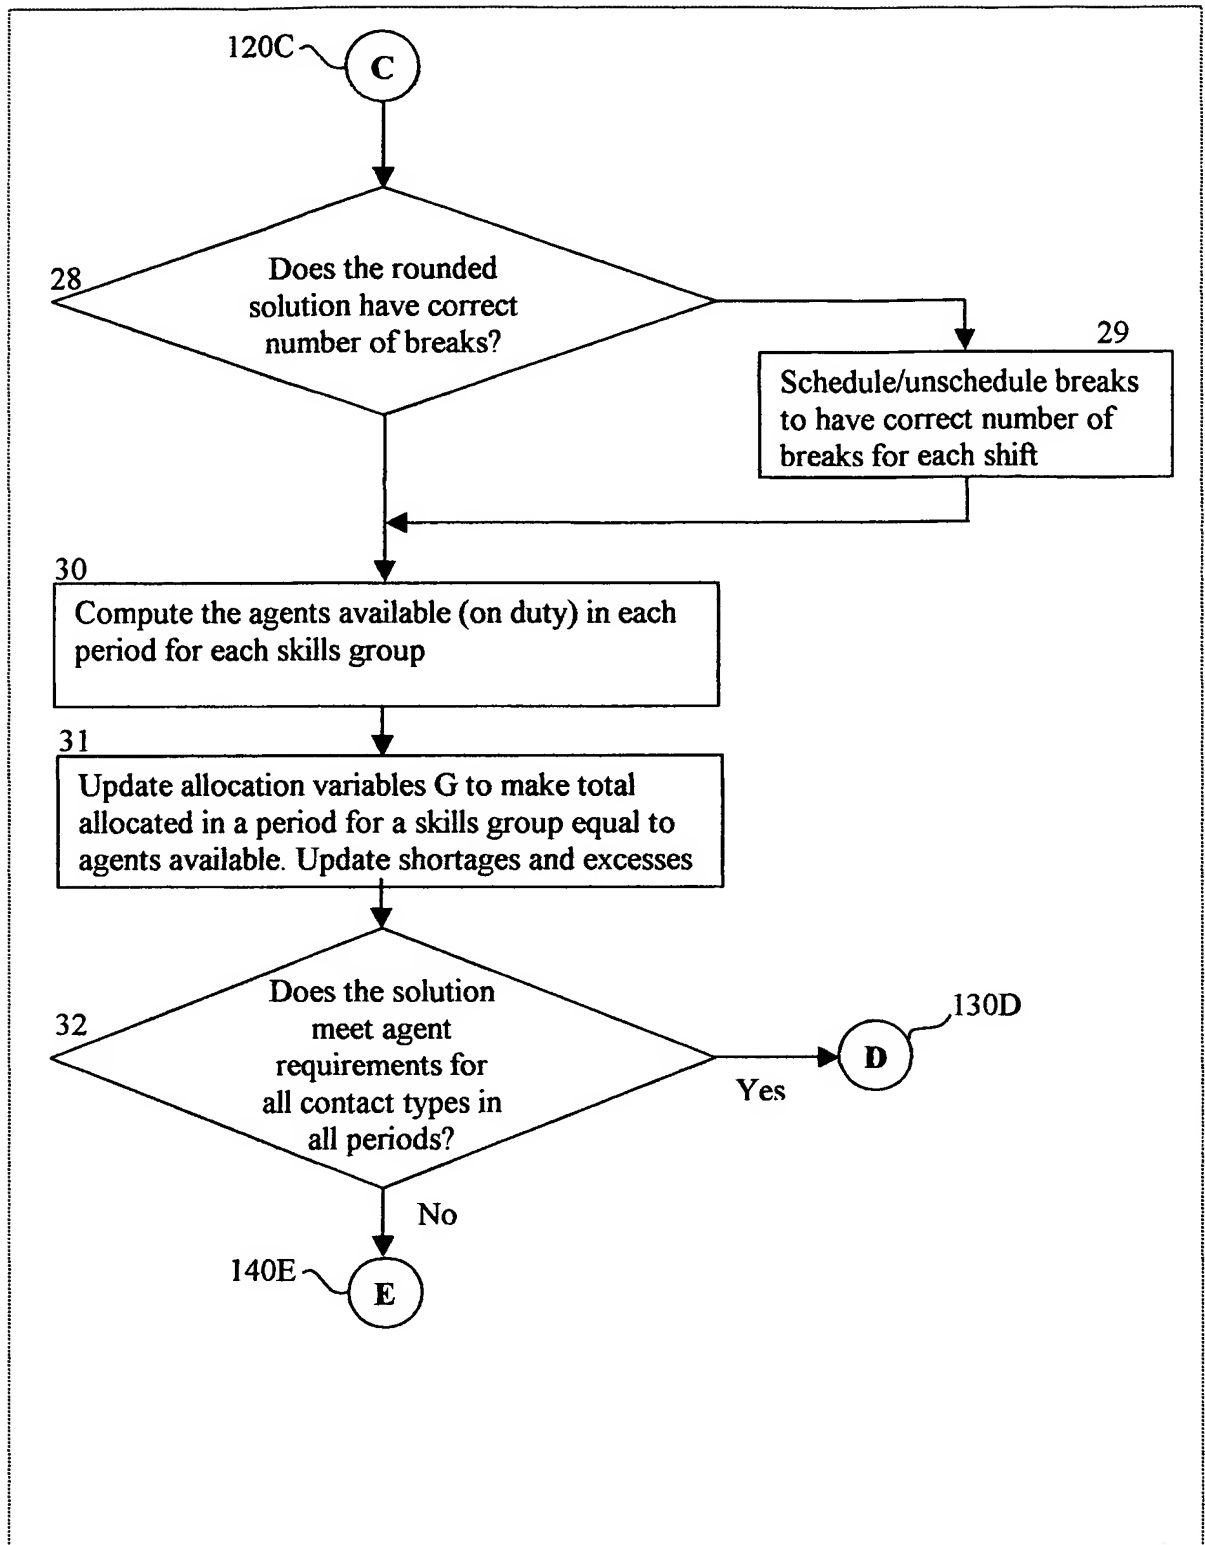 120C
C
28
Does the rounded
solution have correct
number of breaks?
29
Schedule/unschedule breaks
to have correct number of
breaks for each shift
30
Compute the agents available (on duty) in each
period for each skills group
31
Update allocation variables G to make total
allocated in a period for a skills group equal to
agents available. Update shortages and excesses
32
Does the solution
meet agent
requirements for
all contact types in
all periods?
Yes
130D
D
No
140E
E